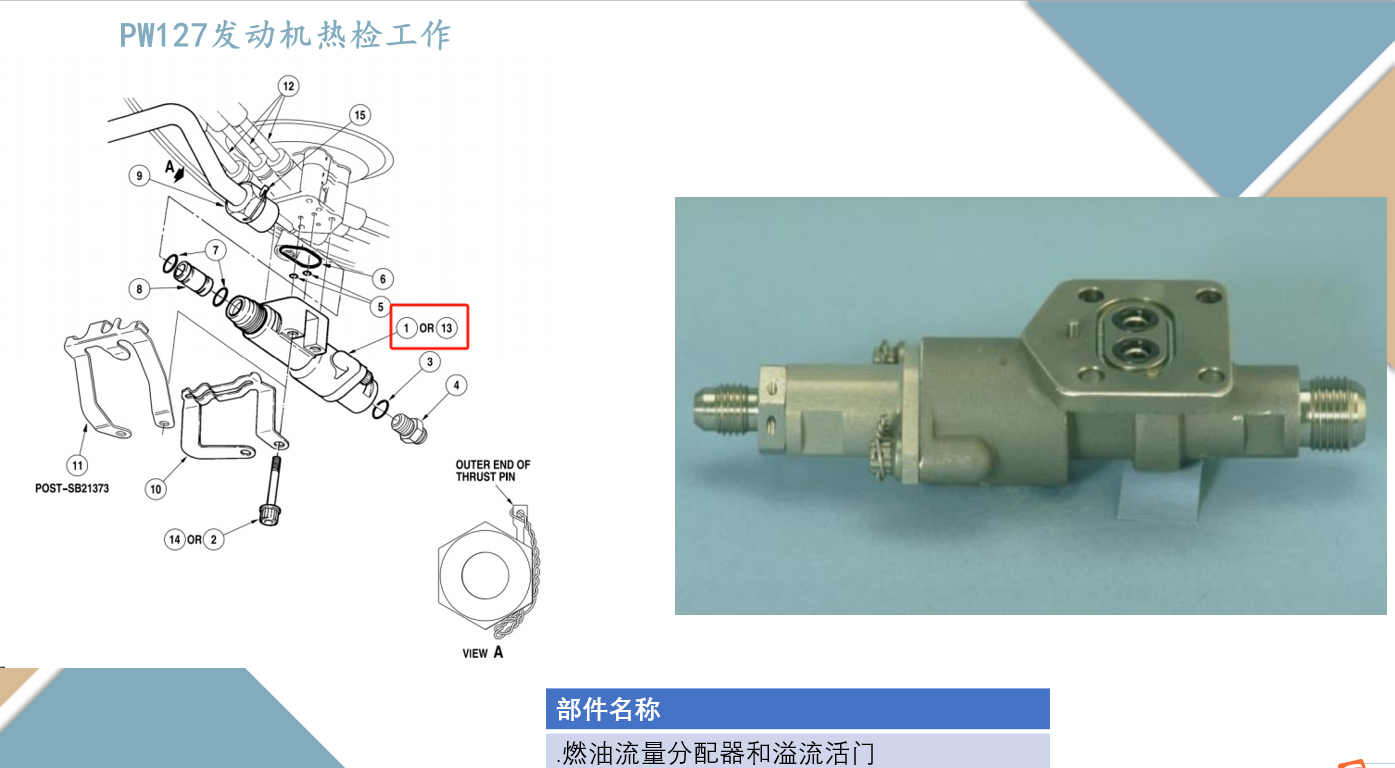 PW127发动机热检工作
12
15
A
9
7
8
6
5
1 OR 13
3
4
11
POST-SB21373
10
OUTER END OF
THRUST PIN
14 OR 2
VIEW A
部件名称
.燃油流量分配器和溢流活门